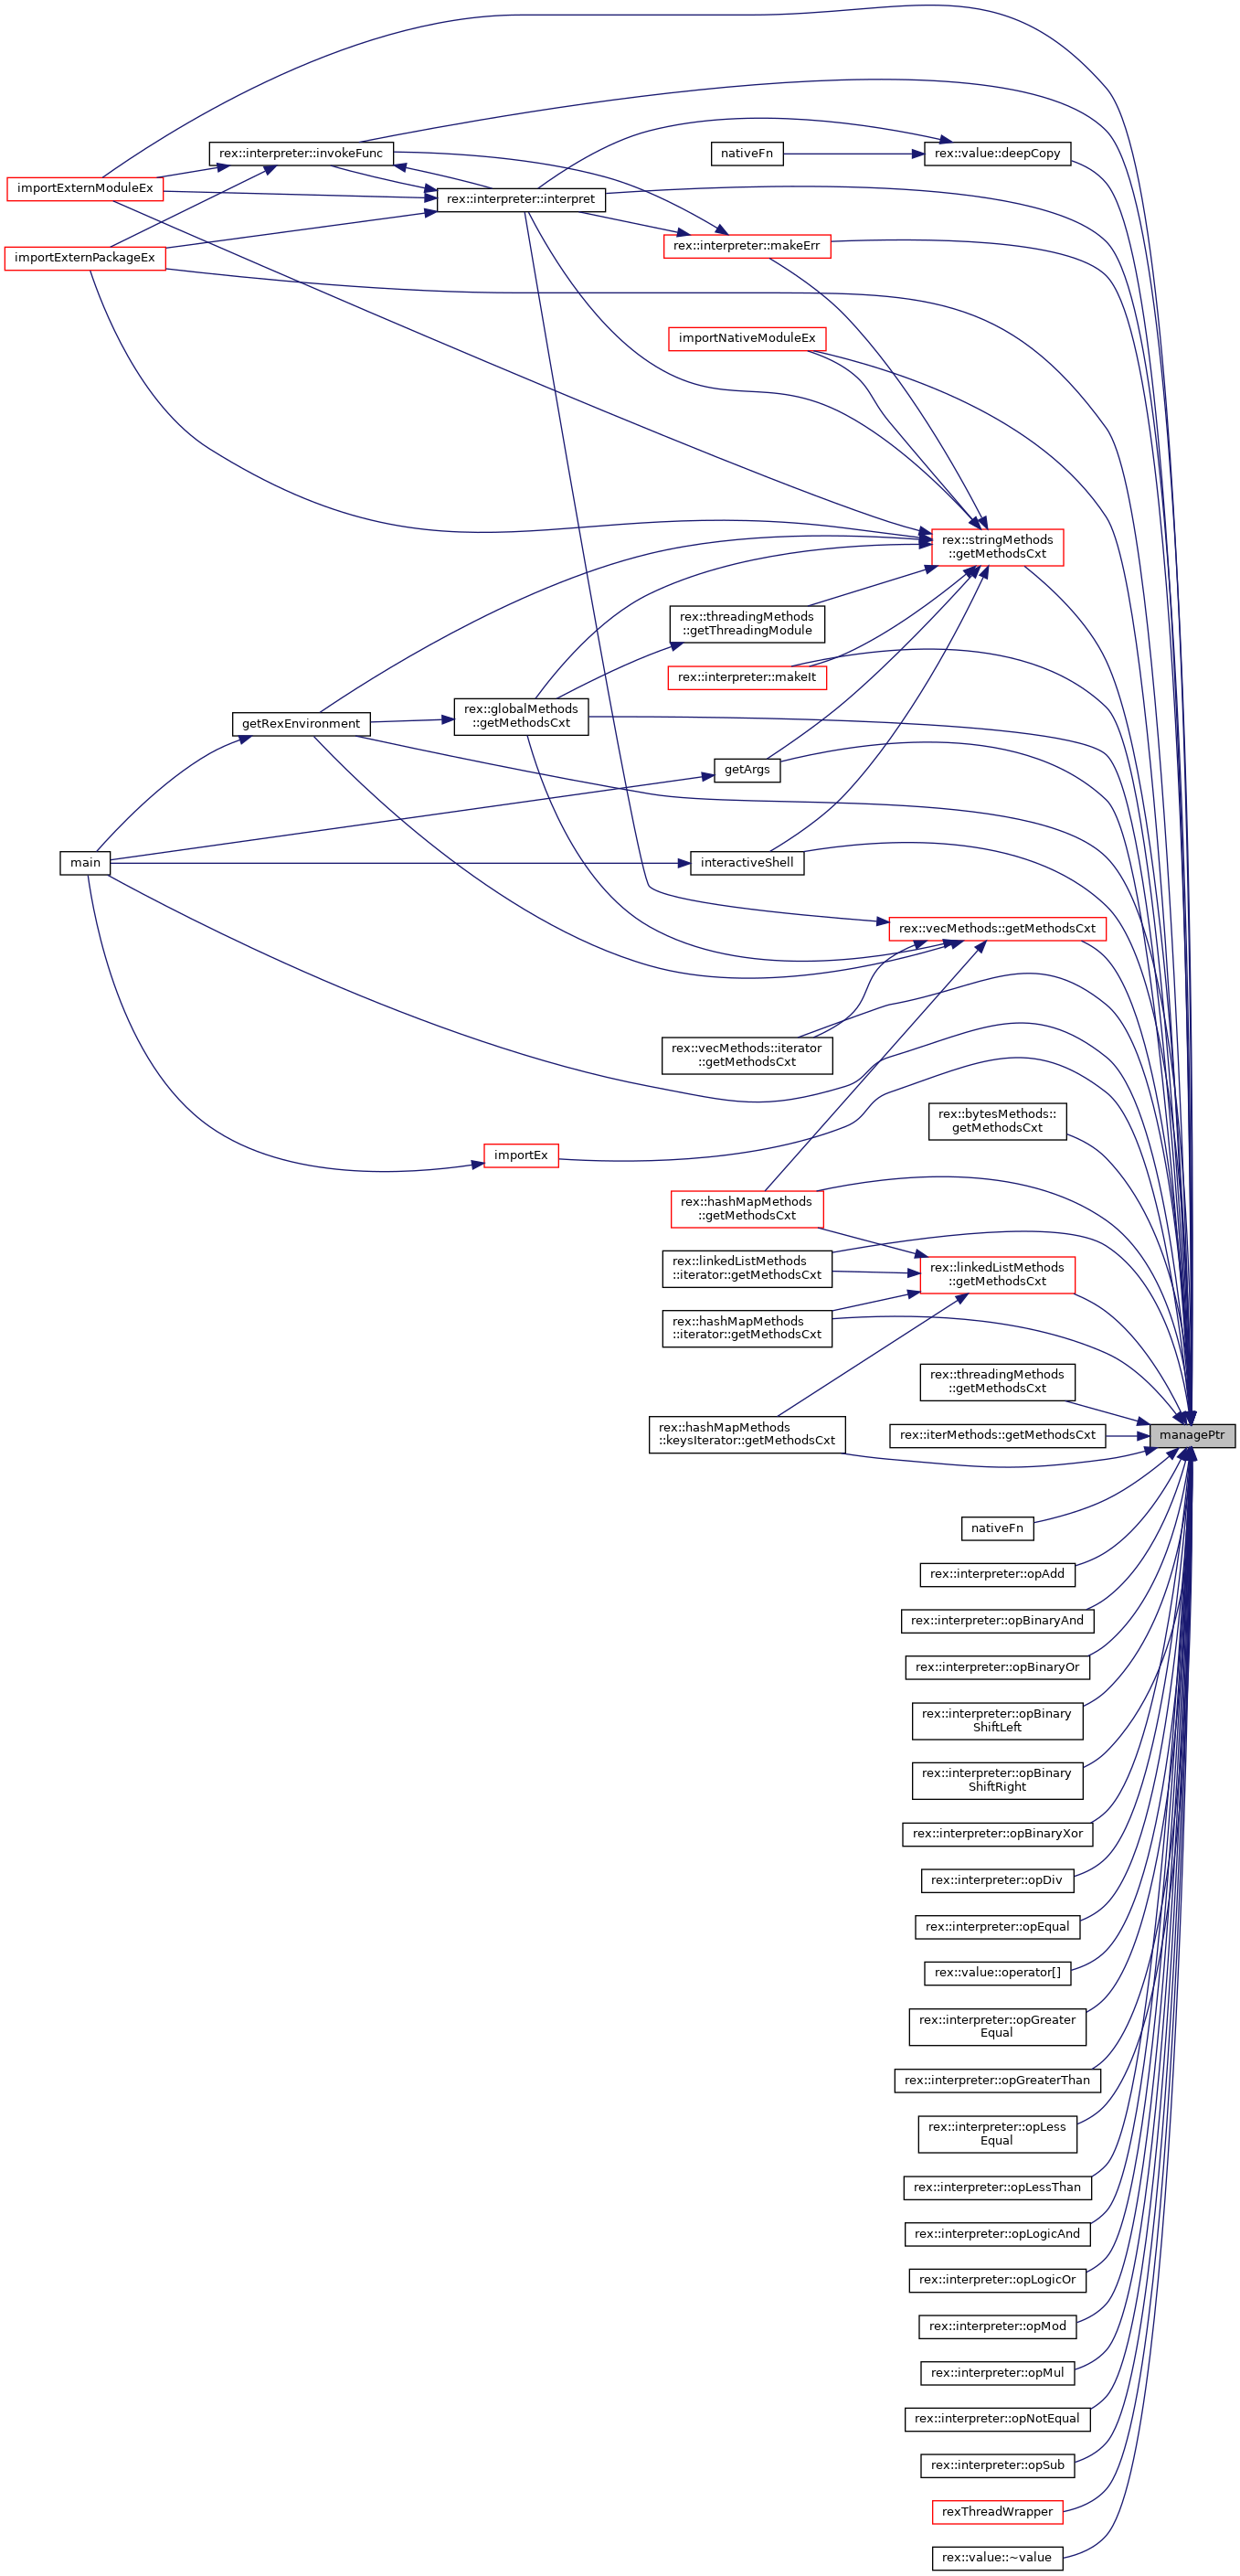 rex::interpreter::invokeFunc
nativeFn
rex::value::deepCopy
importExternModuleEx
rex::interpreter::interpret
rex::interpreter::makeErr
importExternPackageEx
importNativeModuleEx
rex::stringMethods
::getMethodsCxt
rex::threadingMethods
::getThreadingModule
rex::interpreter::makeIt
rex::globalMethods
::getMethodsCxt
getRexEnvironment
getArgs
main
interactiveShell
rex::vecMethods::getMethodsCxt
rex::vecMethods::iterator
::getMethodsCxt
rex::bytesMethods::
getMethodsCxt
importEx
rex::hashMapMethods
::getMethodsCxt
rex::linkedListMethods
::iterator::getMethodsCxt
rex::linkedListMethods
::getMethodsCxt
rex::hashMapMethods
::iterator::getMethodsCxt
rex::threadingMethods
::getMethodsCxt
rex::hashMapMethods
::keysIterator::getMethodsCxt
rex::iterMethods::getMethodsCxt
managePtr
nativeFn
rex::interpreter::opAdd
rex::interpreter::opBinaryAnd
rex::interpreter::opBinaryOr
rex::interpreter::opBinary
ShiftLeft
rex::interpreter::opBinary
ShiftRight
rex::interpreter::opBinaryXor
rex::interpreter::opDiv
rex::interpreter::opEqual
rex::value::operator[]
rex::interpreter::opGreater
Equal
rex::interpreter::opGreaterThan
rex::interpreter::opLess
Equal
rex::interpreter::opLessThan
rex::interpreter::opLogicAnd
rex::interpreter::opLogicOr
rex::interpreter::opMod
rex::interpreter::opMul
rex::interpreter::opNotEqual
rex::interpreter::opSub
rexThreadWrapper
rex::value::~value